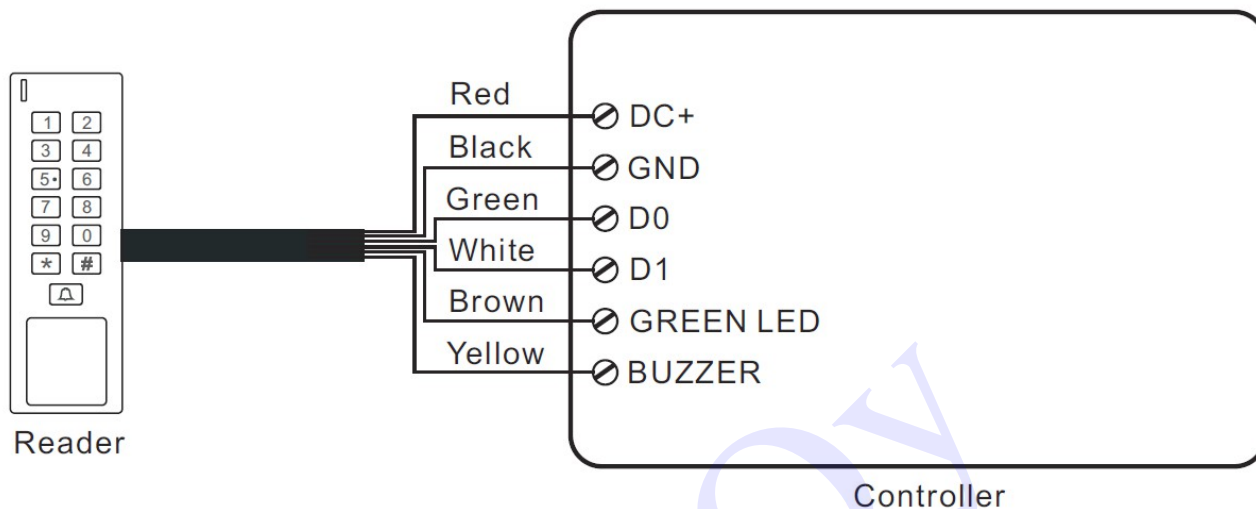 1 2
3 4
5• 6
7 8
9 0
* #
Reader
Red
DC+
Black
GND
Green
D0
White
D1
Brown
GREEN LED
Yellow
BUZZER
Controller